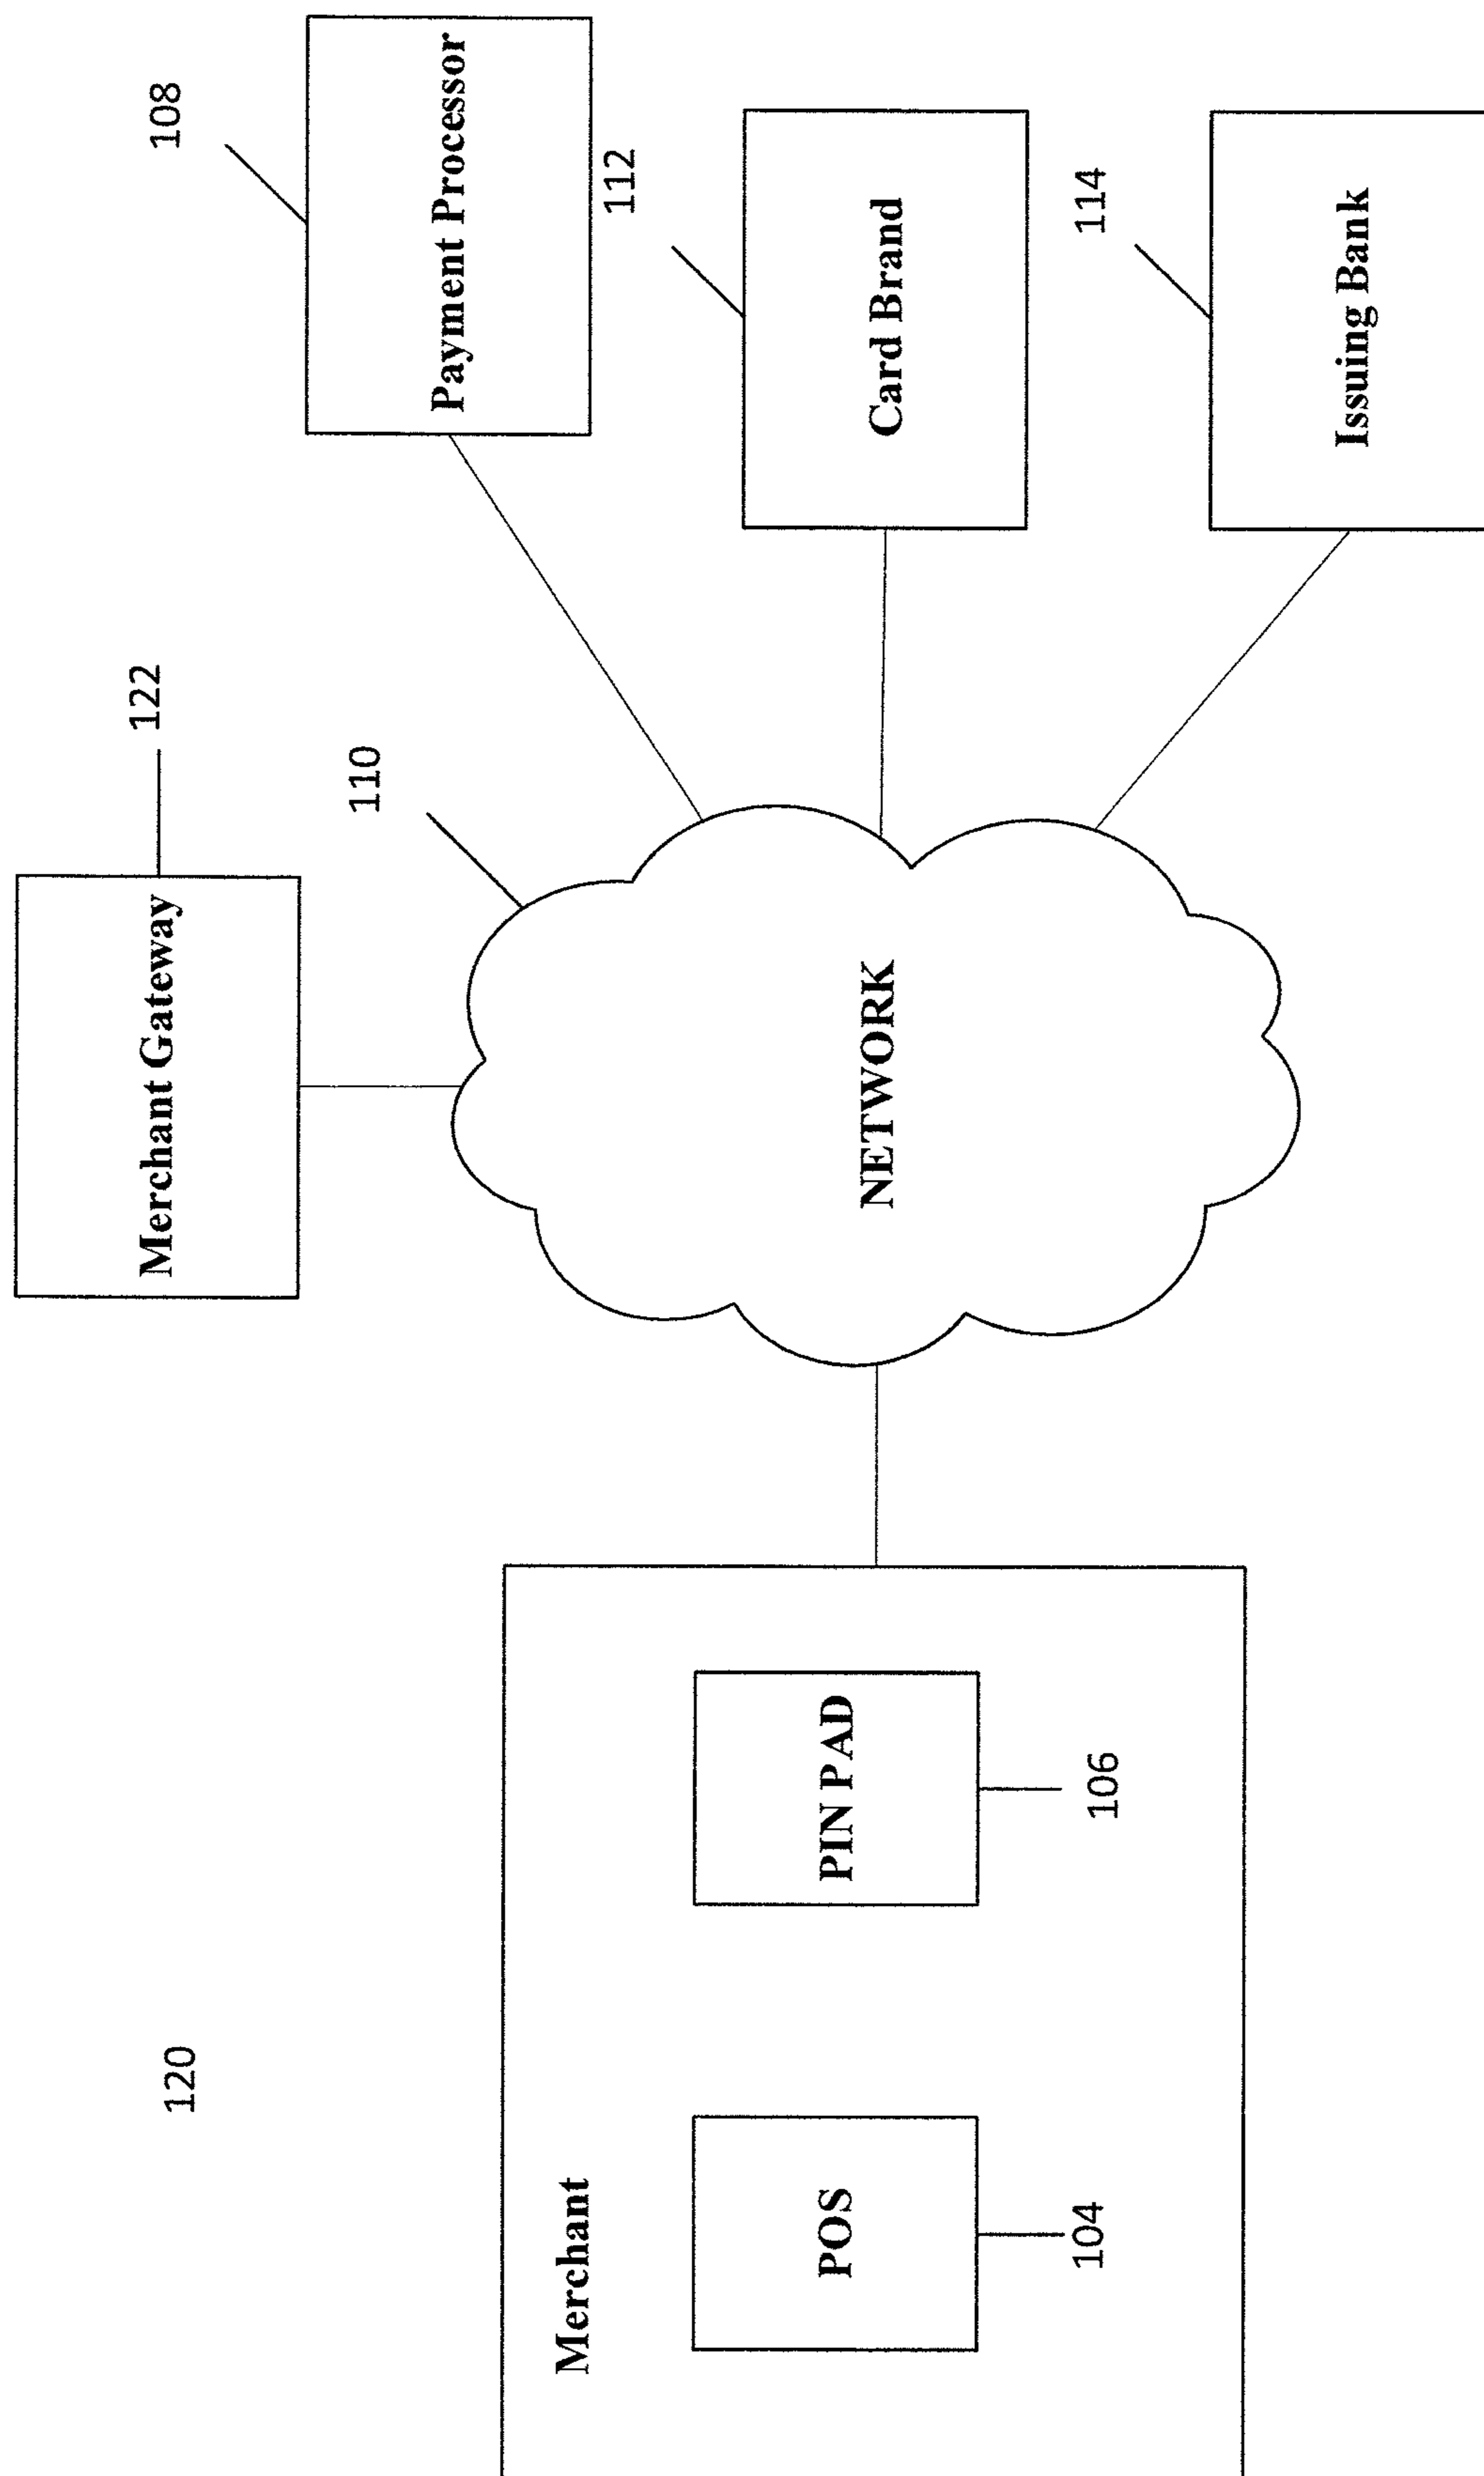 120
Merchant Gateway
122
108
Payment Processor
110
112
Merchant
NETWORK
Card Brand
POS
PIN PAD
104
106
114
Issuing Bank